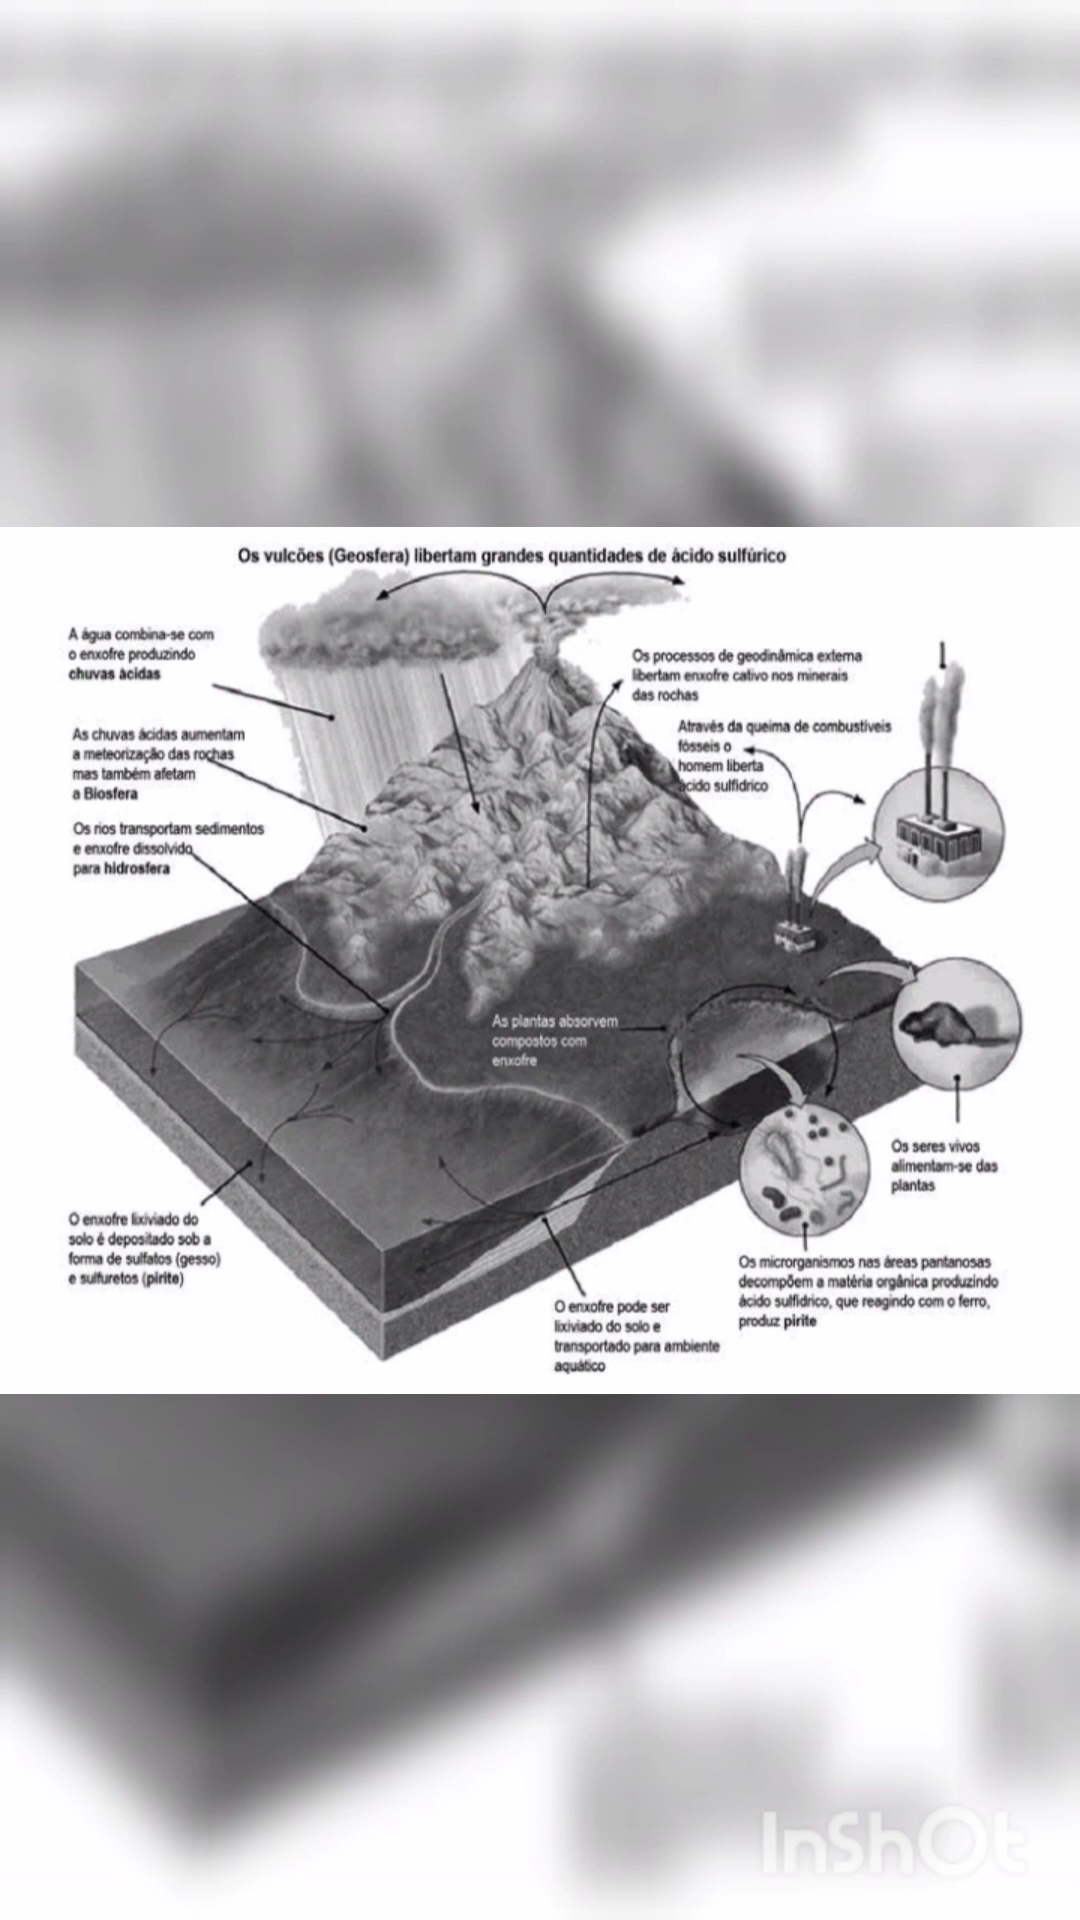 Os vulcões (Geosfera) libertam grandes quantidades de ácido sulfúrico
A água combina-se com
o enxofre produzindo
chuvas ácidas
As chuvas ácidas aumentam
a meteorização das rochas
mas também afetam
a Biosfera
Os rios transportam sedimentos
e enxofre dissolvido
para hidrosfera
Os processos de geodinâmica externa
libertam enxofre cativo nos minerais
das rochas
Através da queima de combustíveis
fósseis o
homem liberta
ácido sulfídrico
As plantas absorvem
compostos com
enxofre
Os seres vivos
alimentam-se das
plantas
O enxofre lixiviado do
solo é depositado sob a
forma de sulfatos (gesso)
e sulfuretos (pirite)
O enxofre pode ser
lixiviado do solo e
transportado para ambiente
aquático
Os microrganismos nas áreas pantanosas
decompõem a matéria orgânica produzindo
ácido sulfídrico, que reagindo com o ferro,
produz pirite
InShOt